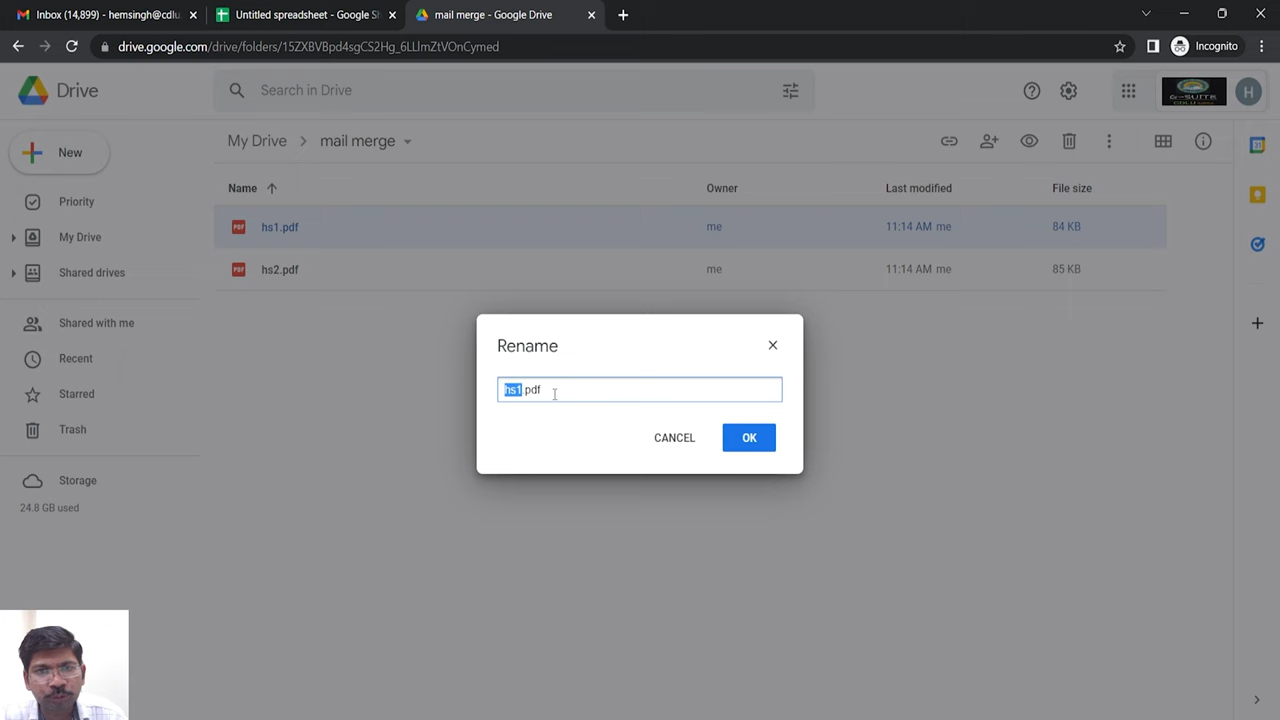 Inbox (14,899) - hemsingh@cdlu
Untitled spreadsheet - Google Sh
mail merge - Google Drive
drive.google.com/drive/folders/15ZXBVBpd4sgCS2Hg_6LLlmZtVOnCymed
Incognito
Drive
Search in Drive
G-SUITE
H
New
My Drive
mail merge
Name
Owner
Last modified
File size
Priority
hs1.pdf
me
11:14 AM me
84 KB
My Drive
hs2.pdf
me
11:14 AM me
85 KB
Shared drives
Shared with me
Recent
Starred
Trash
Storage
24.8 GB used
Rename
hs1.pdf
CANCEL
OK